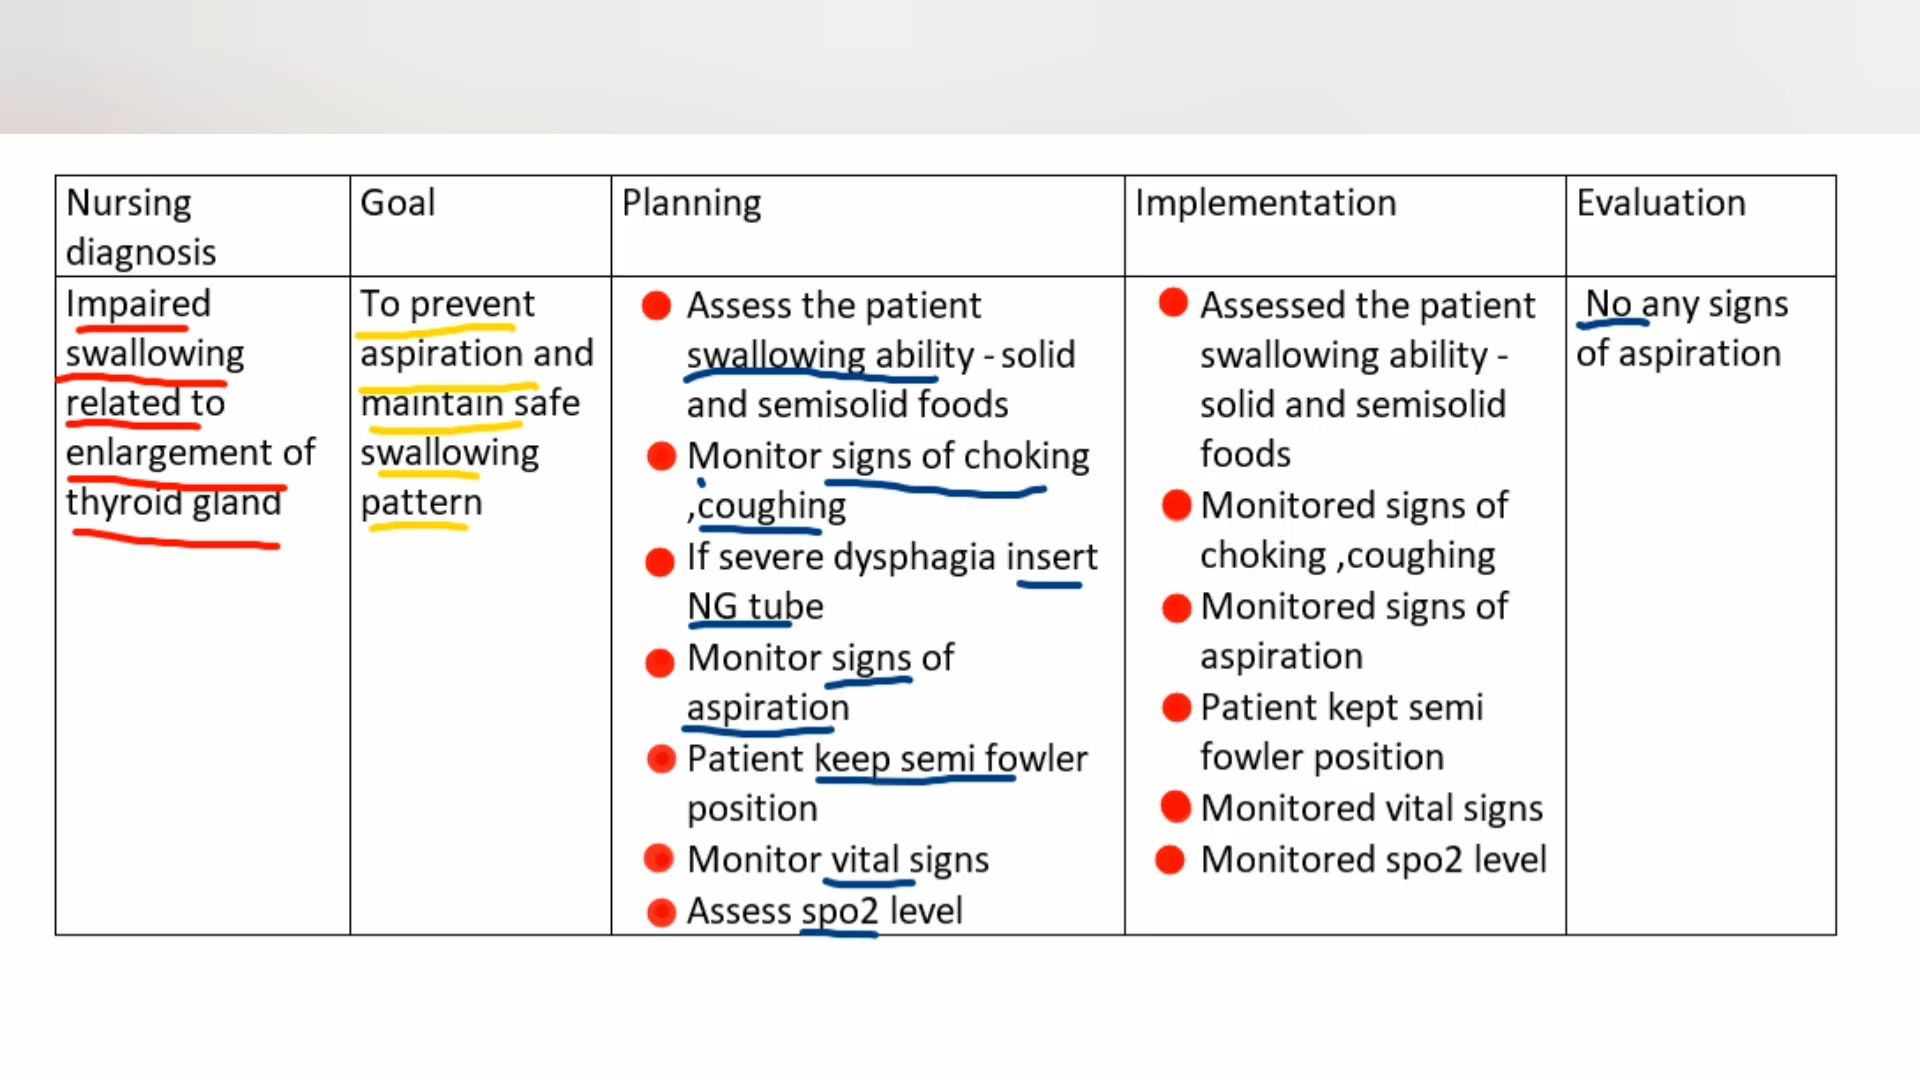 Nursing
diagnosis
Goal
Planning
Implementation
Evaluation
Impaired
swallowing
related to
enlargement of
thyroid gland
To prevent
aspiration and
maintain safe
swallowing
pattern
Assess the patient
swallowing ability - solid
and semisolid foods
Monitor signs of choking
,coughing
If severe dysphagia insert
NG tube
Monitor signs of
aspiration
Patient keep semi fowler
position
Monitor vital signs
Assess spo2 level
Assessed the patient
swallowing ability -
solid and semisolid
foods
Monitored signs of
choking ,coughing
Monitored signs of
aspiration
Patient kept semi
fowler position
Monitored vital signs
Monitored spo2 level
No any signs
of aspiration